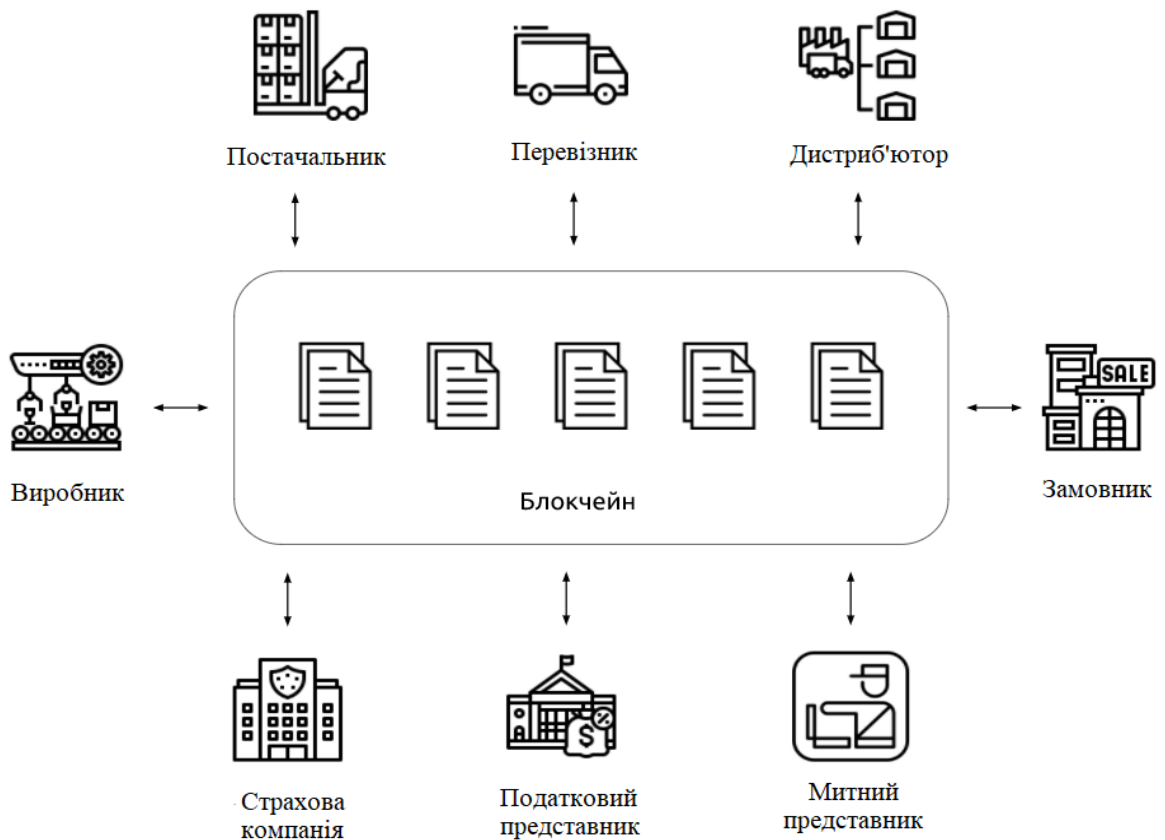 Постачальник
Перевізник
Дистриб'ютор
SALE
Виробник
Замовник
Блокчейн
$
%
Страхова
компанія
Податковий
представник
Митний
представник